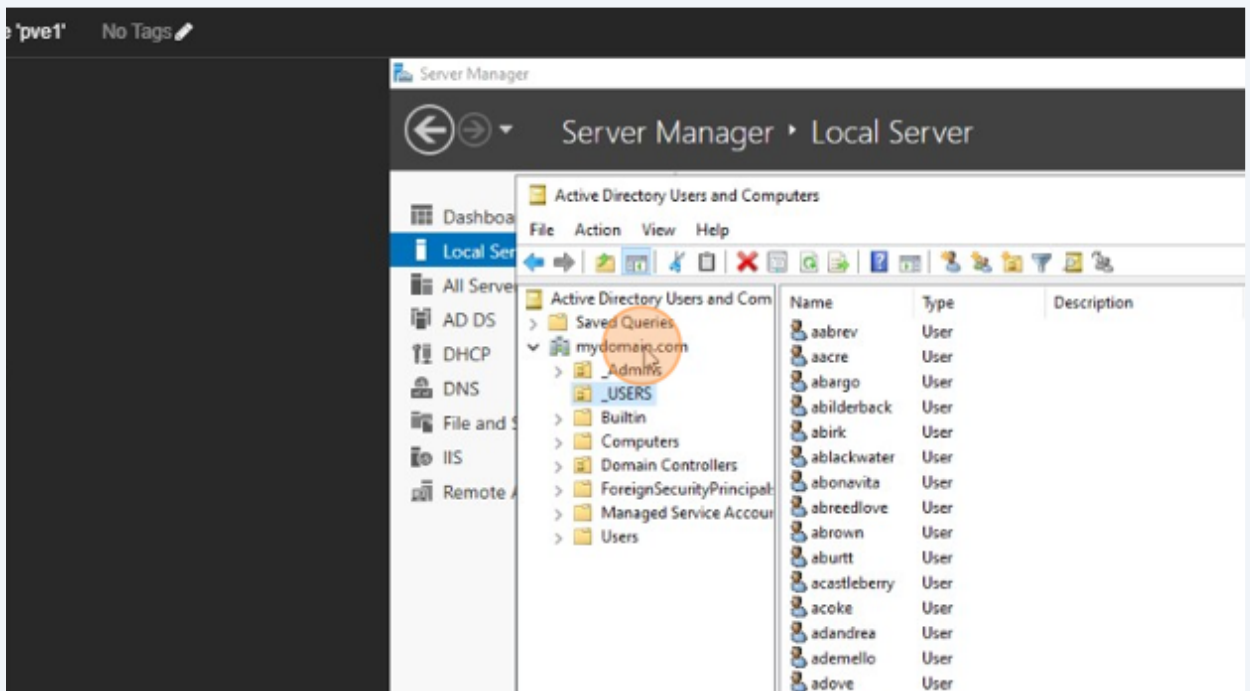 e 'pve1' No Tags
Server Manager
Server Manager ‣ Local Server
Active Directory Users and Computers
File Action View Help
Dashboa
Local Ser
All Server
AD DS
DHCP
DNS
File and S
IIS
Remote A
Active Directory Users and Com
Saved Queries
mydomain.com
_Admins
_USERS
Builtin
Computers
Domain Controllers
ForeignSecurityPrincipals
Managed Service Accour
Users
Name Type Description
aabrev User
aacre User
abargo User
abilderback User
abirk User
ablackwater User
abonavita User
abreedlove User
abrown User
aburtt User
acastleberry User
acoke User
adandrea User
ademello User
adove User